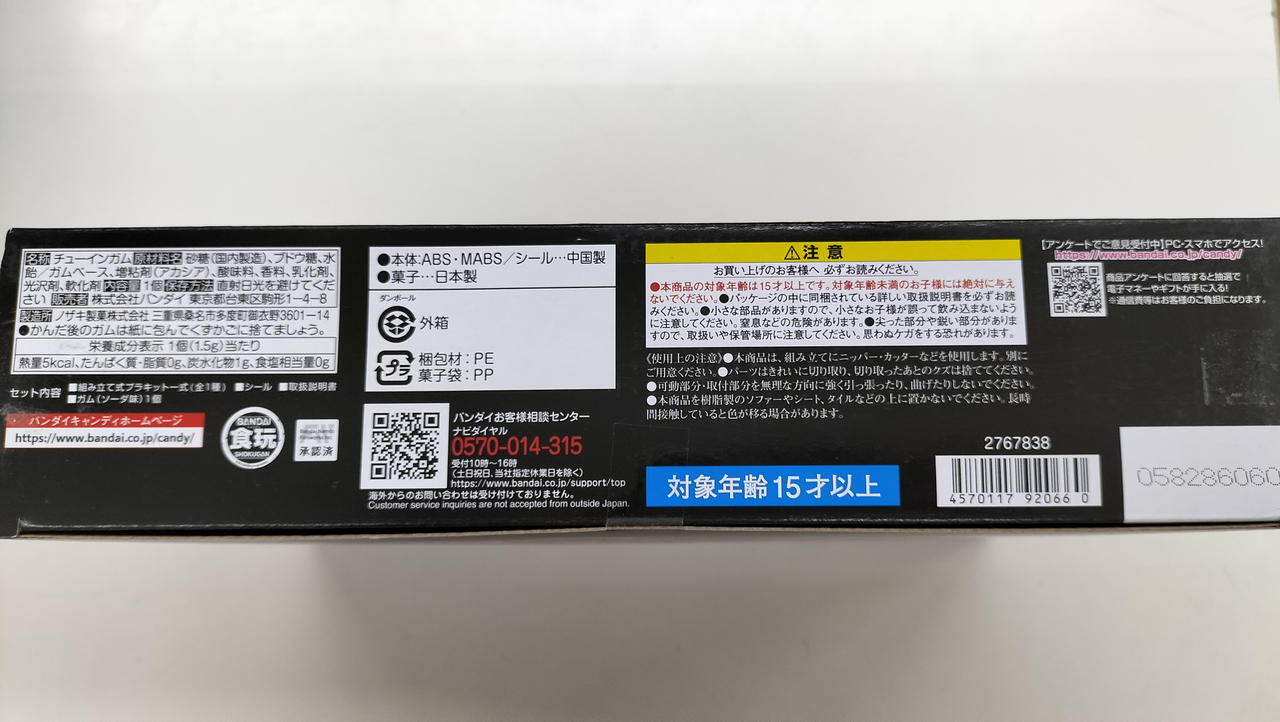 名称 チューインガム 原材料名 砂糖(国内製造)、ブドウ糖、水
飴/ガムベース、増粘剤(アカシア)、酸味料、香料、乳化剤、
光沢剤、軟化剤 内容量 1個 保存方法 直射日光を避けてくだ
さい 販売者 株式会社バンダイ 東京都台東区駒形1-4-8
製造所 ノザキ製菓株式会社 三重県桑名市多度町御衣野3601-14
●かんだ後のガムは紙に包んでくずかごに捨てましょう。
栄養成分表示 1個(1.5g)当たり
熱量5kcal、たんぱく質・脂質0g、炭水化物1g、食塩相当量0g
セット内容 ■組み立て式プラキット一式(全1種) ■シール ■取扱説明書
■ガム(ソーダ味)1個
バンダイキャンディホームページ
https://www.bandai.co.jp/candy/
BANDAI
食玩
SHOKUGAN
承認済
●本体:ABS・MABS/シール…中国製
●菓子…日本製
ダンボール
外箱
プラ
梱包材:PE
菓子袋:PP
バンダイお客様相談センター
ナビダイヤル
0570-014-315
受付10時〜16時
(土日祝日、当社指定休業日を除く)
https://www.bandai.co.jp/support/top
海外からのお問い合わせは受け付けておりません。
Customer service inquiries are not accepted from outside Japan.
⚠注意
お買い上げのお客様へ 必ずお読みください。
●本商品の対象年齢は15才以上です。対象年齢未満のお子様には絶対に与え
ないでください。●パッケージの中に同梱されている詳しい取扱説明書を必ずお読
みください。●小さな部品がありますので、小さなお子様が誤って飲み込まないよう
に注意してください。窒息などの危険があります。●尖った部分や鋭い部分がありま
すので、取扱いや保管場所に注意してください。思わぬケガをする恐れがあります。
《使用上の注意》●本商品は、組み立てにニッパー・カッターなどを使用します。別に
ご用意ください。●パーツはきれいに切り取り、切り取ったあとのクズは捨ててください。
●可動部分・取付部分を無理な方向に強く引っ張ったり、曲げたりしないでください。
●本商品を樹脂製のソファーやシート、タイルなどの上に置かないでください。長時
間接触していると色が移る場合があります。
対象年齢15才以上
【アンケートでご意見受付中】PC・スマホでアクセス!
https://www.bandai.co.jp/candy/
商品アンケートに回答すると抽選で
電子マネーやギフトが手に入る!
※通信費等はお客様のご負担になります。
2767838
4570117 92066 0
058286060